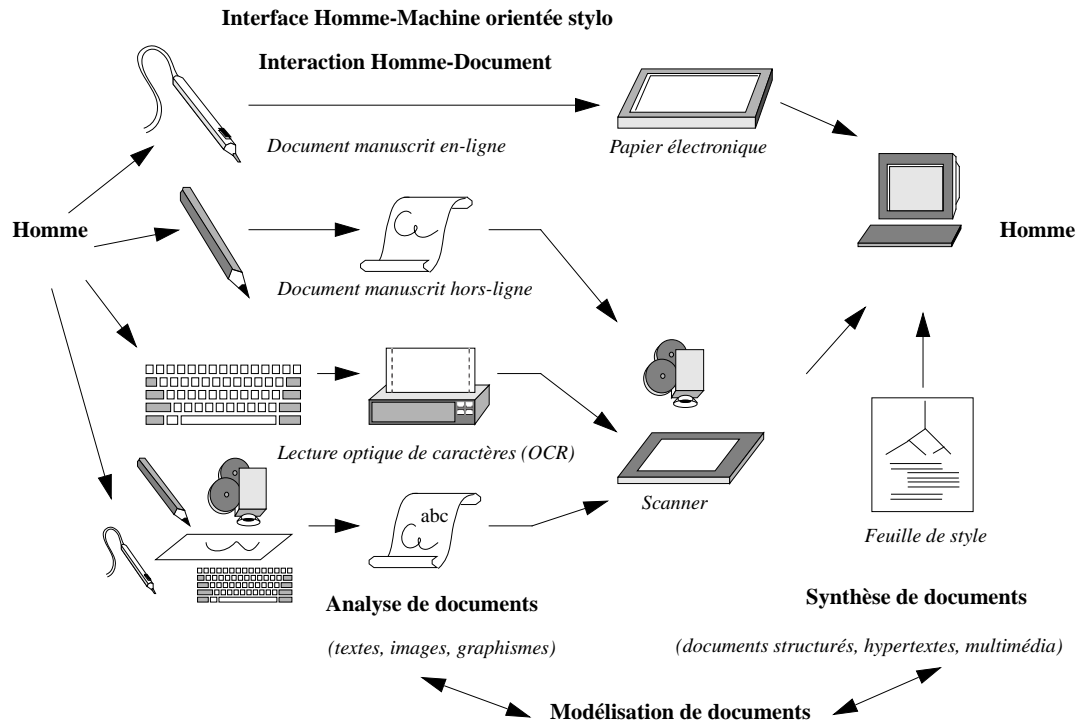 Interface Homme-Machine orientée stylo
Interaction Homme-Document
Document manuscrit en-ligne
Papier électronique
Homme
Homme
Document manuscrit hors-ligne
Lecture optique de caractères (OCR)
Scanner
abc
Feuille de style
Analyse de documents
Synthèse de documents
(textes, images, graphismes)
(documents structurés, hypertextes, multimédia)
Modélisation de documents